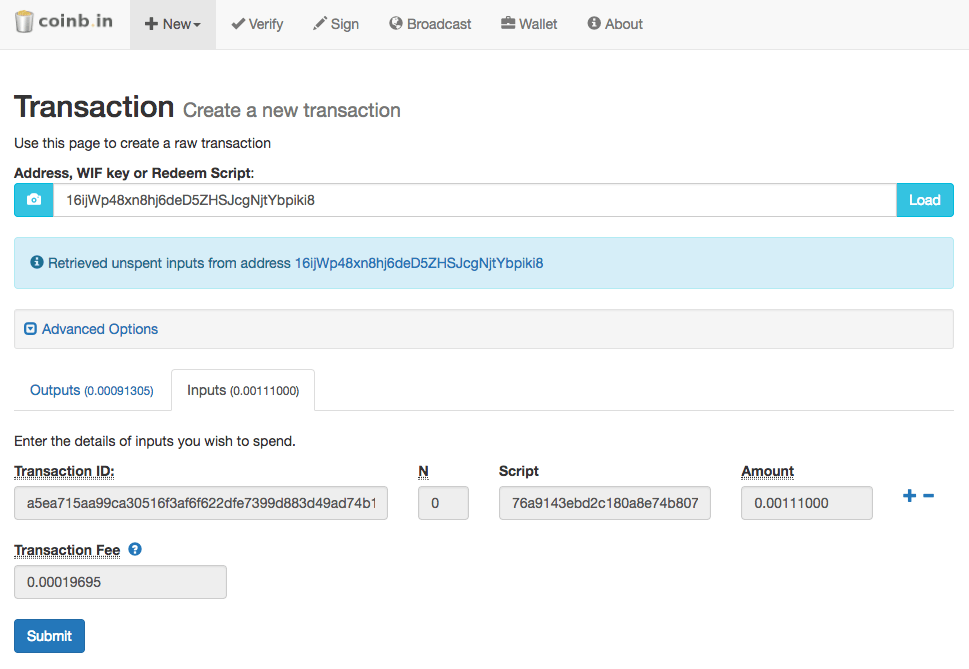 coinb.in New Verify Sign Broadcast Wallet About
Transaction Create a new transaction
Use this page to create a raw transaction
Address, WIF key or Redeem Script:
16ijWp48xn8hj6deD5ZHSJcgNjtYbpiki8 Load
Retrieved unspent inputs from address 16ijWp48xn8hj6deD5ZHSJcgNjtYbpiki8
Advanced Options
Outputs (0.00091305) Inputs (0.00111000)
Enter the details of inputs you wish to spend.
Transaction ID: N Script Amount
a5ea715aa99ca30516f3af6f622dfe7399d883d49ad74b1 0 76a9143ebd2c180a8e74b807 0.00111000
Transaction Fee
0.00019695
Submit